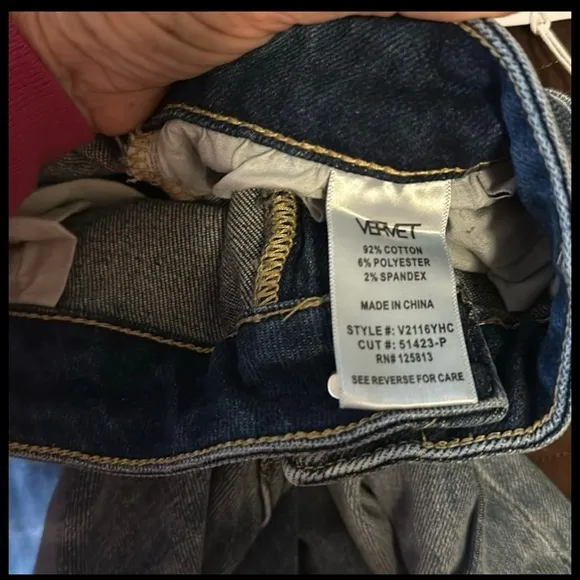 VERVET
92% COTTON
6% POLYESTER
2% SPANDEX
MADE IN CHINA
STYLE #: V2116YHC
CUT #: 51423-P
RN# 125813
SEE REVERSE FOR CARE